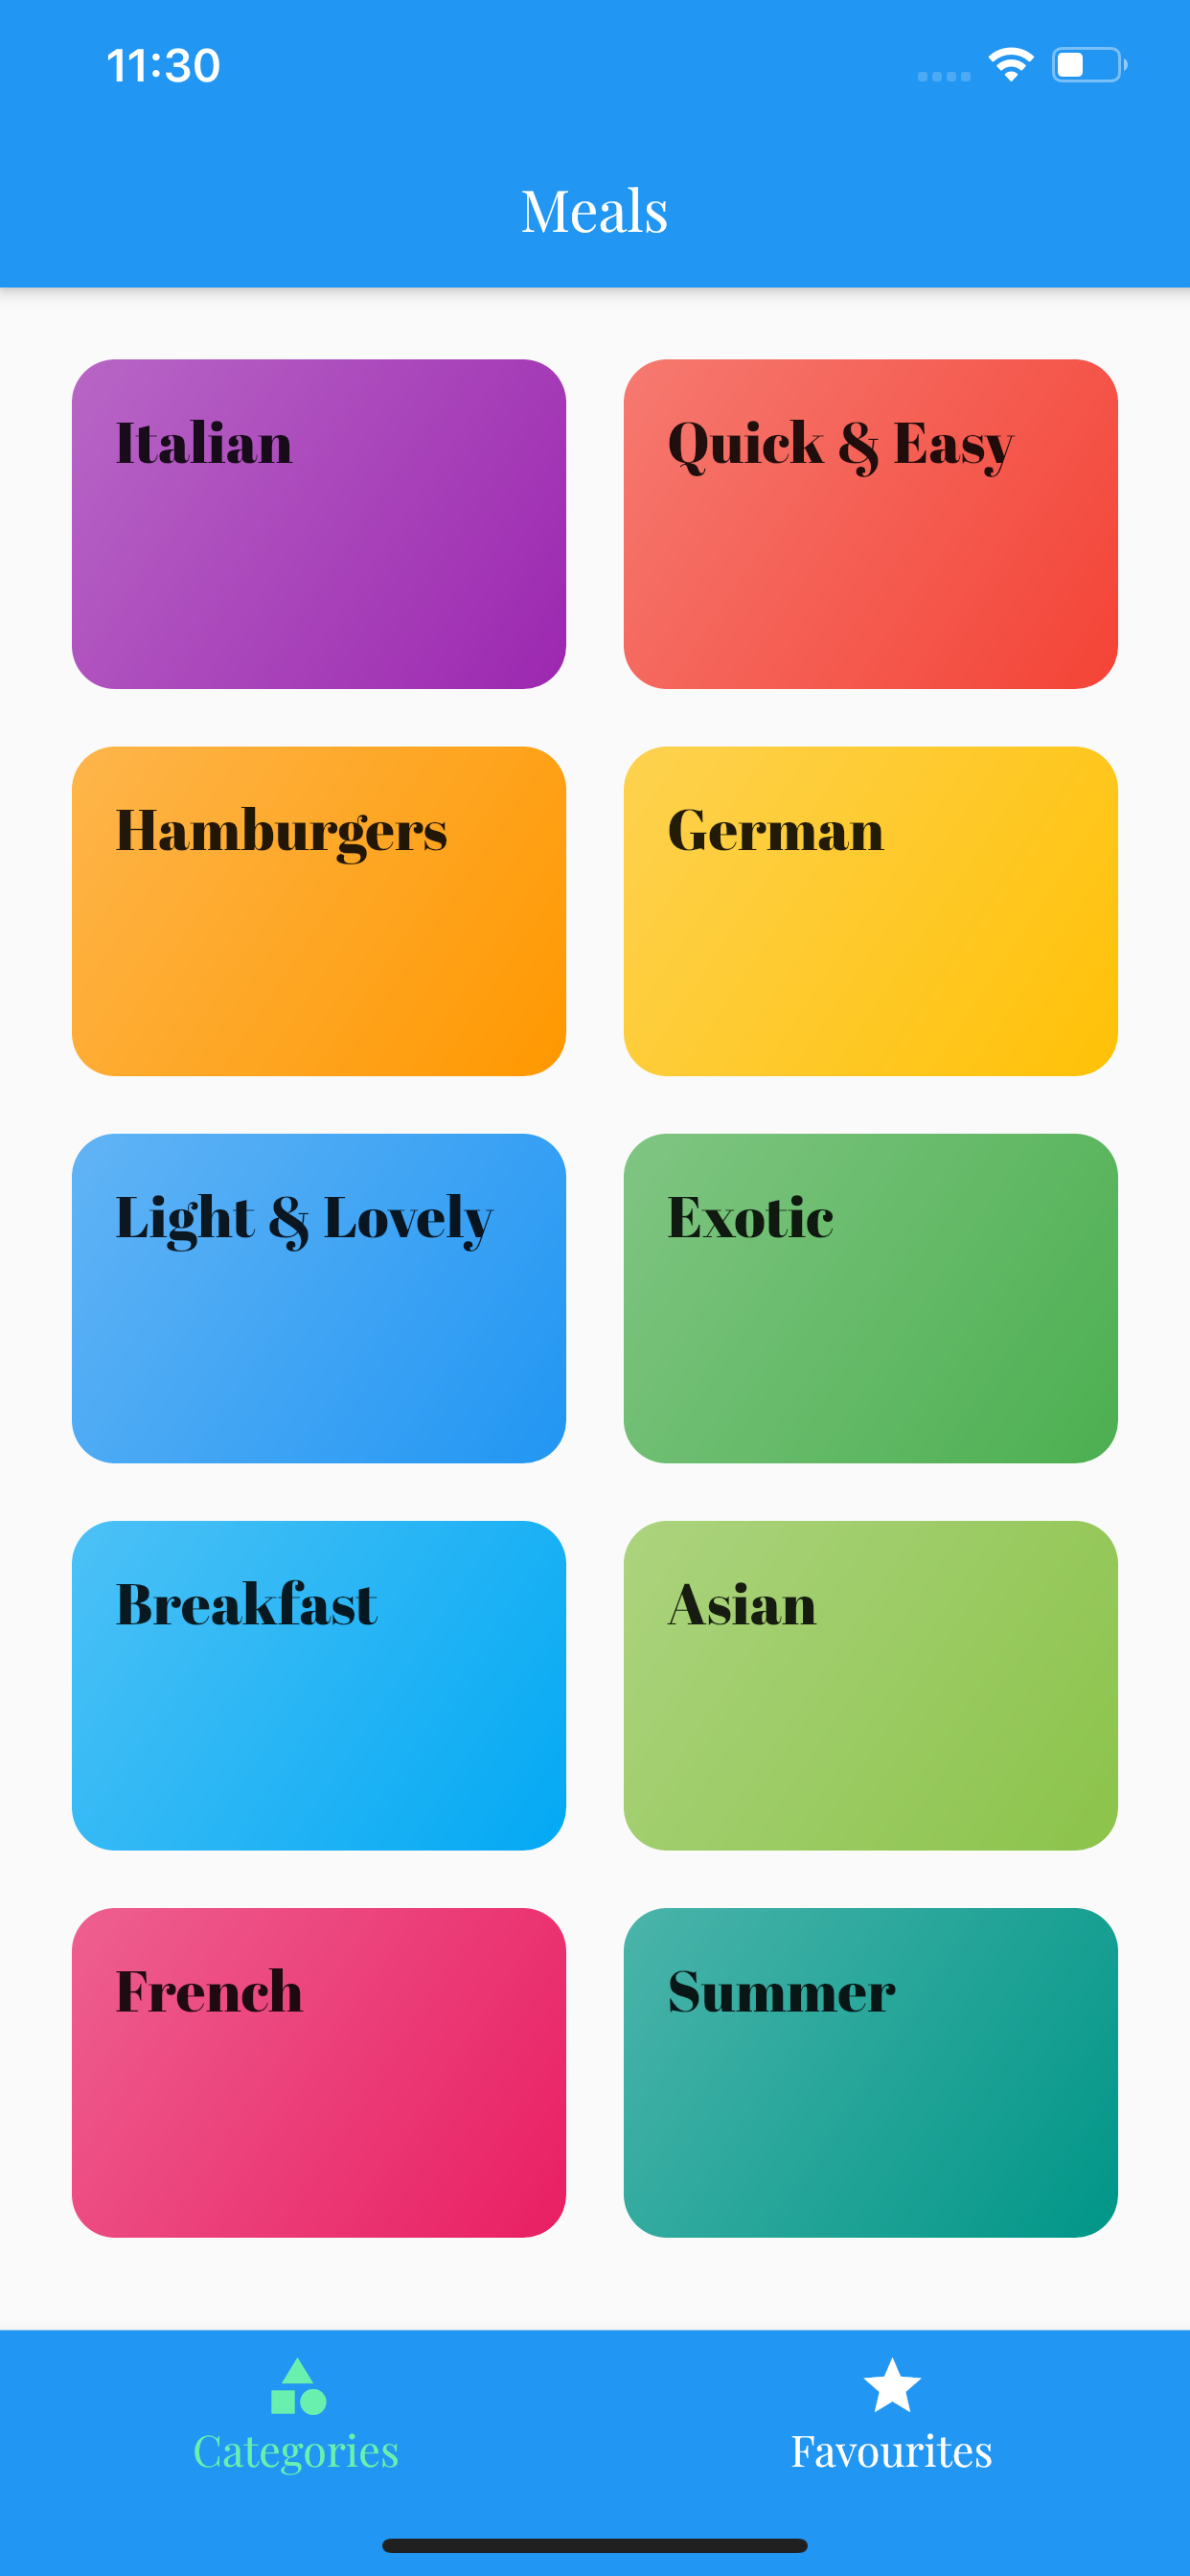 11:30
Meals
Italian
Quick & Easy
Hamburgers
German
Light & Lovely
Exotic
Breakfast
Asian
French
Summer
Categories
Favourites